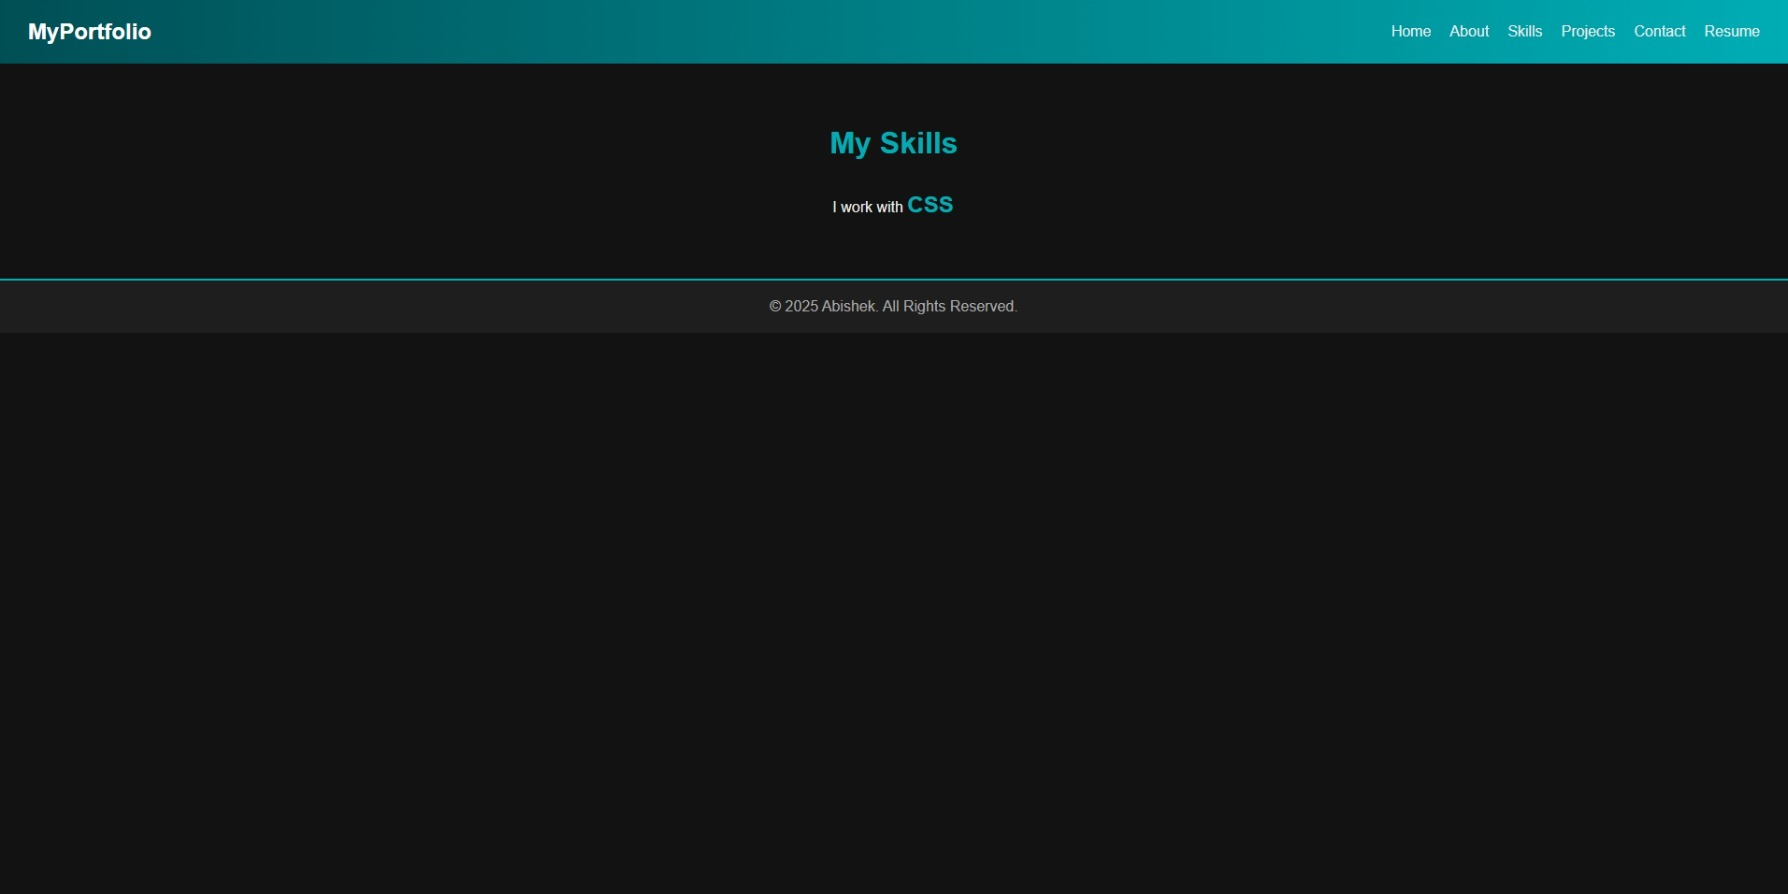 MyPortfolio
Home About Skills Projects Contact Resume
My Skills
I work with CSS
© 2025 Abishek. All Rights Reserved.